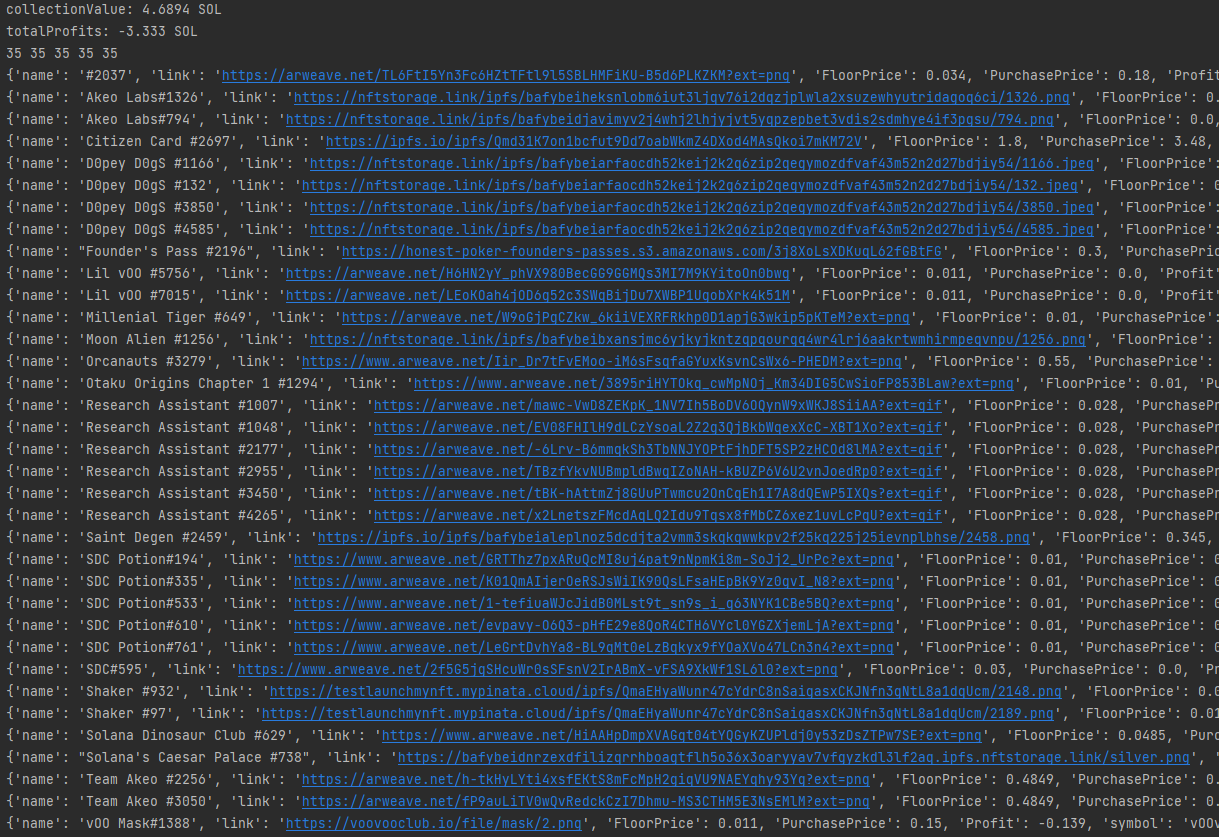 collectionValue: 4.6894 SOL
totalProfits: -3.333 SOL
35 35 35 35 35
{'name': '#2037', 'link': 'https://arweave.net/TL6FtI5Yn3Fc6HZtTFtl9l5SBLHMFiKU-B5d6PLKZKM?ext=png', 'FloorPrice': 0.034, 'PurchasePrice': 0.18, 'Profit
{'name': 'Akeo Labs#1326', 'link': 'https://nftstorage.link/ipfs/bafybeiheksnlobm6iut3ljqv76i2dqzjplwla2xsuzewhyutridaqoq6ci/1326.png', 'FloorPrice': 0.
{'name': 'Akeo Labs#794', 'link': 'https://nftstorage.link/ipfs/bafybeidjavimyv2j4whj2lhjyjvt5yqpzepbet3vdis2sdmhye4if3pqsu/794.png', 'FloorPrice': 0.0,
{'name': 'Citizen Card #2697', 'link': 'https://ipfs.io/ipfs/Qmd31K7on1bcfut9Dd7oabWkmZ4DXod4MAsQkoi7mKM72V', 'FloorPrice': 1.8, 'PurchasePrice': 3.48,
{'name': 'D0pey D0gS #1166', 'link': 'https://nftstorage.link/ipfs/bafybeiarfaocdh52keij2k2q6zip2qeqymozdfvaf43m52n2d27bdjiy54/1166.jpeg', 'FloorPrice':
{'name': 'D0pey D0gS #132', 'link': 'https://nftstorage.link/ipfs/bafybeiarfaocdh52keij2k2q6zip2qeqymozdfvaf43m52n2d27bdjiy54/132.jpeg', 'FloorPrice': 0
{'name': 'D0pey D0gS #3850', 'link': 'https://nftstorage.link/ipfs/bafybeiarfaocdh52keij2k2q6zip2qeqymozdfvaf43m52n2d27bdjiy54/3850.jpeg', 'FloorPrice':
{'name': 'D0pey D0gS #4585', 'link': 'https://nftstorage.link/ipfs/bafybeiarfaocdh52keij2k2q6zip2qeqymozdfvaf43m52n2d27bdjiy54/4585.jpeg', 'FloorPrice':
{'name': "Founder's Pass #2196", 'link': 'https://honest-poker-founders-passes.s3.amazonaws.com/3j8XoLsXDKuqL62fGBtFG', 'FloorPrice': 0.3, 'PurchasePric
{'name': 'Lil vOO #5756', 'link': 'https://arweave.net/H6HN2yY_phVX980BecGG9GGMQs3MI7M9KYitoOn0bwg', 'FloorPrice': 0.011, 'PurchasePrice': 0.0, 'Profit'
{'name': 'Lil vOO #7015', 'link': 'https://arweave.net/LEoKOah4jOD6g52c3SWqBijDu7XWBP1UqobXrk4k51M', 'FloorPrice': 0.011, 'PurchasePrice': 0.0, 'Profit'
{'name': 'Millenial Tiger #649', 'link': 'https://arweave.net/W9oGjPqCZkw_6kiiVEXRFRkhp0D1apjG3wkip5pKTeM?ext=png', 'FloorPrice': 0.01, 'PurchasePrice':
{'name': 'Moon Alien #1256', 'link': 'https://nftstorage.link/ipfs/bafybeibxansjmc6yjkyjkntzqpqourqq4wr4lrj6aakrtwmhirmpeqvnpu/1256.png', 'FloorPrice':
{'name': 'Orcanauts #3279', 'link': 'https://www.arweave.net/Iir_Dr7tFvEMoo-iM6sFsqfaGYuxKsvnCsWx6-PHEDM?ext=png', 'FloorPrice': 0.55, 'PurchasePrice':
{'name': 'Otaku Origins Chapter 1 #1294', 'link': 'https://www.arweave.net/3895riHYTOkq_cwMpNOj_Km34DIG5CwSioFP853BLaw?ext=png', 'FloorPrice': 0.01, 'Pu
{'name': 'Research Assistant #1007', 'link': 'https://arweave.net/mawc-VwD8ZEKpK_1NV7Ih5BoDV6OQynW9xWKJ8SiiAA?ext=gif', 'FloorPrice': 0.028, 'PurchasePr
{'name': 'Research Assistant #1048', 'link': 'https://arweave.net/EV08FHIlH9dLCzYsoaL2Z2q3QjBkbWqexXcC-XBT1Xo?ext=gif', 'FloorPrice': 0.028, 'PurchasePr
{'name': 'Research Assistant #2177', 'link': 'https://arweave.net/-6Lrv-B6mmqkSh3TbNNJYOPtFjhDFT5SP2zHCOd8lMA?ext=gif', 'FloorPrice': 0.028, 'PurchasePr
{'name': 'Research Assistant #2955', 'link': 'https://arweave.net/TBzfYkvNUBmpldBwqIZoNAH-kBUZP6V6U2vnJoedRp0?ext=gif', 'FloorPrice': 0.028, 'PurchasePr
{'name': 'Research Assistant #3450', 'link': 'https://arweave.net/tBK-hAttmZj8GUuPTwmcu2OnCqEh1I7A8dQEwP5IXQs?ext=gif', 'FloorPrice': 0.028, 'PurchasePr
{'name': 'Research Assistant #4265', 'link': 'https://arweave.net/x2LnetszFMcdAqLQ2Idu9Tqsx8fMbCZ6xez1uvLcPqU?ext=gif', 'FloorPrice': 0.028, 'PurchasePr
{'name': 'Saint Degen #2459', 'link': 'https://ipfs.io/ipfs/bafybeialeplnoz5dcdjta2vmm3skqkqwwkpv2f25kq225j25ievnplbhse/2458.png', 'FloorPrice': 0.345,
{'name': 'SDC Potion#194', 'link': 'https://www.arweave.net/GRTThz7pxARuQcMI8uj4pat9nNpmKi8m-SoJj2_UrPc?ext=png', 'FloorPrice': 0.01, 'PurchasePrice': 0
{'name': 'SDC Potion#335', 'link': 'https://www.arweave.net/K01QmAIjerOeRSJsWiIK9OQsLFsaHEpBK9Yz0qvI_N8?ext=png', 'FloorPrice': 0.01, 'PurchasePrice': 0
{'name': 'SDC Potion#533', 'link': 'https://www.arweave.net/1-tefiuaWJcJidB0MLst9t_sn9s_i_q63NYK1CBe5BQ?ext=png', 'FloorPrice': 0.01, 'PurchasePrice': 0
{'name': 'SDC Potion#610', 'link': 'https://www.arweave.net/evpavy-O6Q3-pHfE29e8QoR4CTH6VYcl0YGZXjemLjA?ext=png', 'FloorPrice': 0.01, 'PurchasePrice': 0
{'name': 'SDC Potion#761', 'link': 'https://www.arweave.net/LeGrtDvhYa8-BL9qMt0eLzBqkyx9fYOaXVo47LCn3n4?ext=png', 'FloorPrice': 0.01, 'PurchasePrice': 0
{'name': 'SDC#595', 'link': 'https://www.arweave.net/2f5G5jqSHcuWrOsSFsnV2IrABmX-vFSA9XkWf1SL6l0?ext=png', 'FloorPrice': 0.03, 'PurchasePrice': 0.0, 'Pr
{'name': 'Shaker #932', 'link': 'https://testlaunchmynft.mypinata.cloud/ipfs/QmaEHyaWunr47cYdrC8nSaiqasxCKJNfn3qNtL8a1dqUcm/2148.png', 'FloorPrice': 0.0
{'name': 'Shaker #97', 'link': 'https://testlaunchmynft.mypinata.cloud/ipfs/QmaEHyaWunr47cYdrC8nSaiqasxCKJNfn3qNtL8a1dqUcm/2189.png', 'FloorPrice': 0.01
{'name': 'Solana Dinosaur Club #629', 'link': 'https://www.arweave.net/HiAAHpDmpXVAGqt04tYQGyKZUPldj0y53zDsZTPw7SE?ext=png', 'FloorPrice': 0.0485, 'Purc
{'name': "Solana's Caesar Palace #738", 'link': 'https://bafybeidnrzexdfilizqrrhboaqtflh5o36x3oaryyav7vfqyzkdl3lf2aq.ipfs.nftstorage.link/silver.png', '
{'name': 'Team Akeo #2256', 'link': 'https://arweave.net/h-tkHyLYti4xsfEKtS8mFcMpH2qiqVU9NAEYqhy93Yg?ext=png', 'FloorPrice': 0.4849, 'PurchasePrice': 0.
{'name': 'Team Akeo #3050', 'link': 'https://arweave.net/fP9auLiTV0wQvRedckCzI7Dhmu-MS3CTHM5E3NsEMlM?ext=png', 'FloorPrice': 0.4849, 'PurchasePrice': 0.
{'name': 'vOO Mask#1388', 'link': 'https://voovooclub.io/file/mask/2.png', 'FloorPrice': 0.011, 'PurchasePrice': 0.15, 'Profit': -0.139, 'symbol': 'vOOv